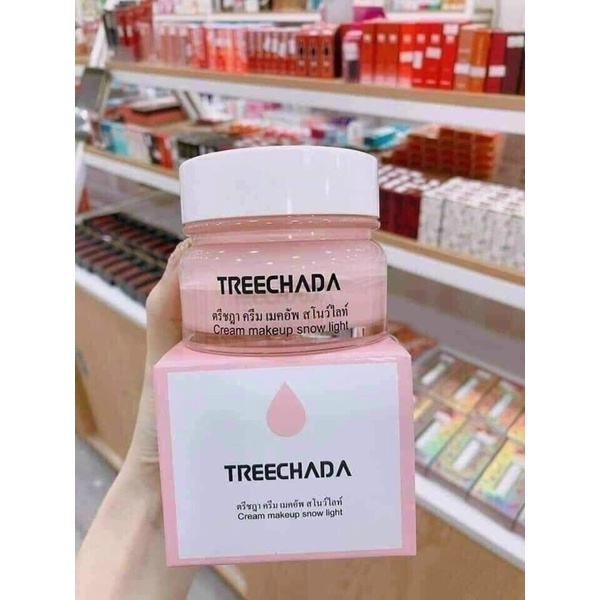 TREECHADA
ตรีชฎา ครีม เมคอัพ สโนว์ไลท์
Cream makeup snow light
TREECHADA
ตรีชฎา ครีม เมคอัพ สโนว์ไลท์
Cream makeup snow light